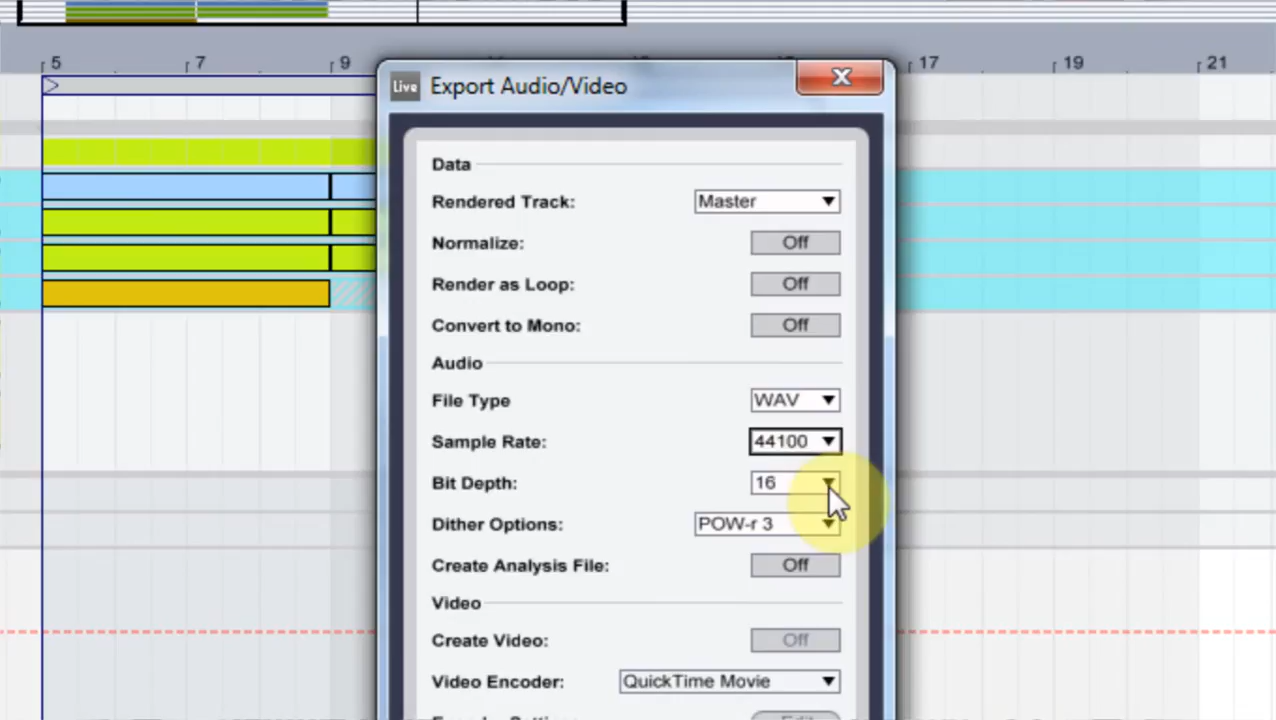 5 7 9 17 19 21
Live Export Audio/Video
Data
Rendered Track: Master
Normalize: Off
Render as Loop: Off
Convert to Mono: Off
Audio
File Type WAV
Sample Rate: 44100
Bit Depth: 16
Dither Options: POW-r 3
Create Analysis File: Off
Video
Create Video: Off
Video Encoder: QuickTime Movie